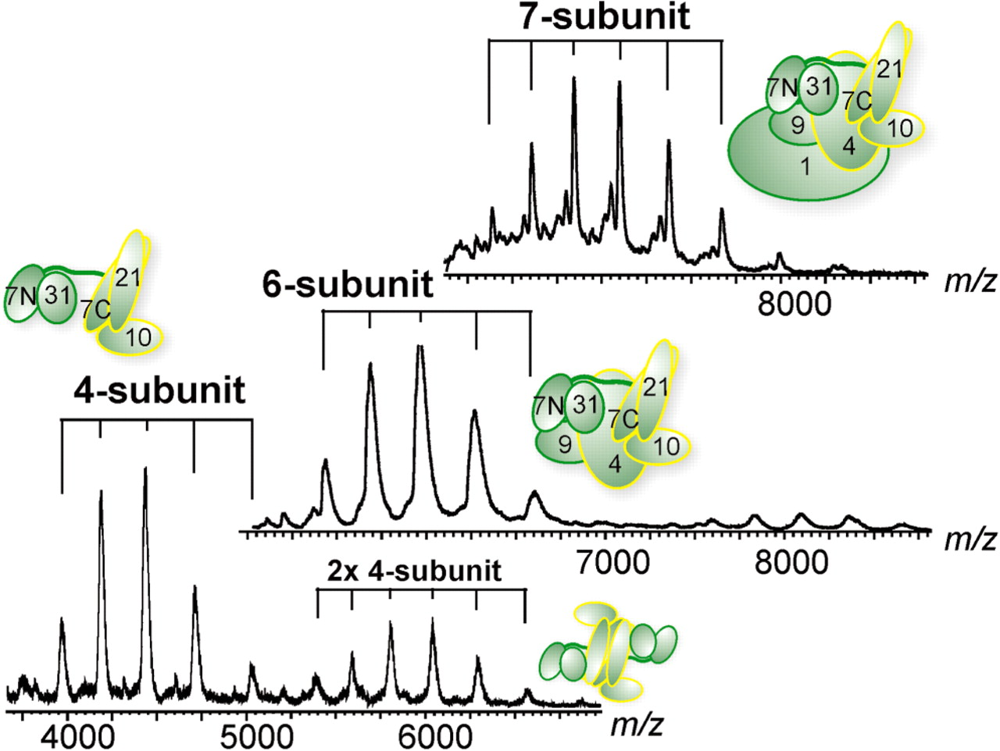 7-subunit
7N 31 7C 21
9 10
4
1
m/z
8000
6-subunit
7N 31 7C 21
10
4-subunit
7N 31 7C 21
9 10
4
m/z
7000 8000
2x 4-subunit
m/z
4000 5000 6000